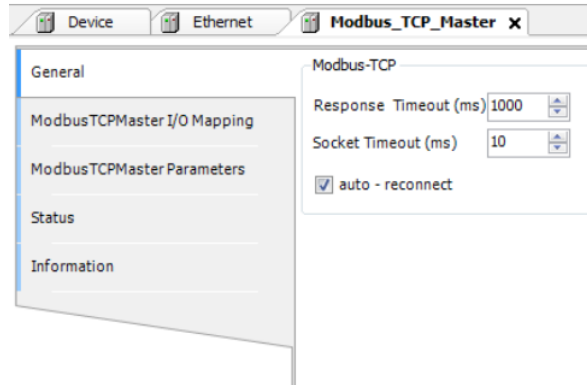 Device Ethernet Modbus_TCP_Master x
General
ModbusTCPMaster I/O Mapping
ModbusTCPMaster Parameters
Status
Information
Modbus-TCP
Response Timeout (ms) 1000
Socket Timeout (ms) 10
auto - reconnect